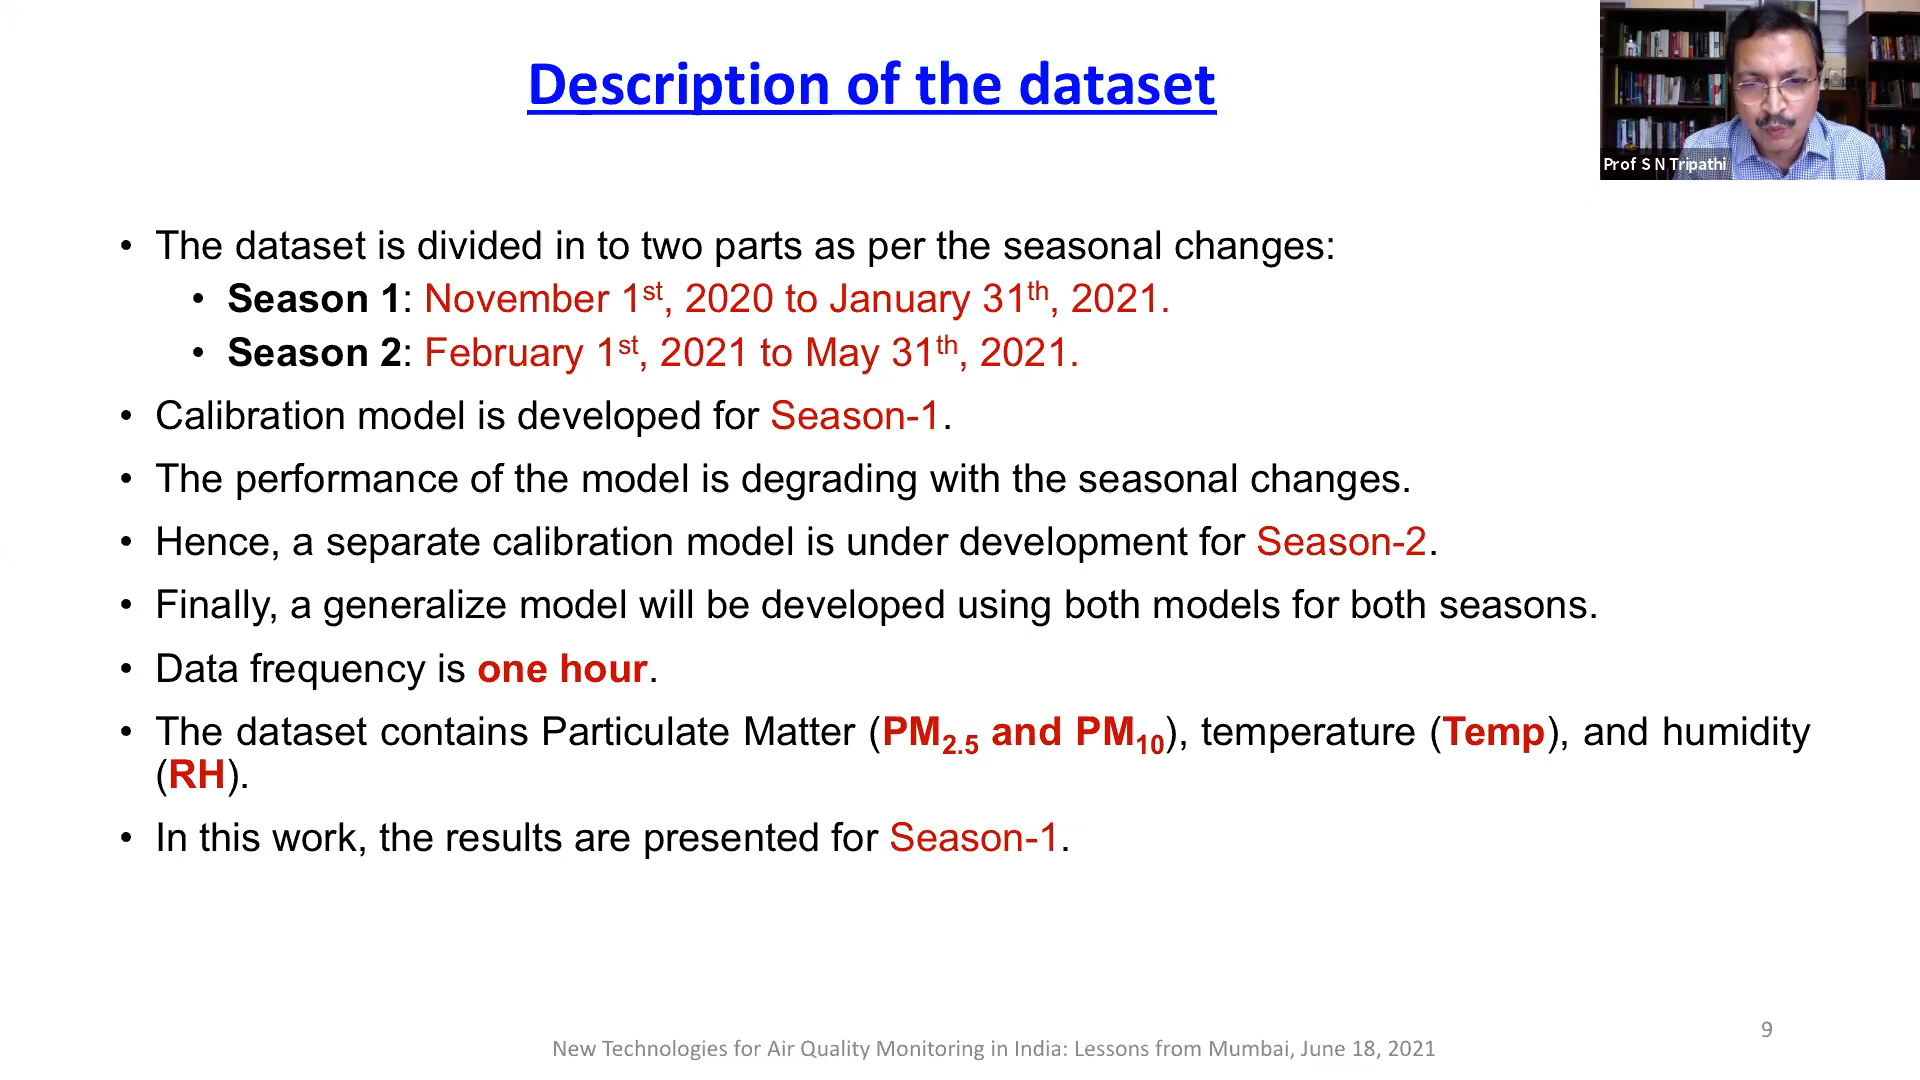 Description of the dataset
Prof S N Tripathi
• The dataset is divided in to two parts as per the seasonal changes:
• Season 1: November 1st, 2020 to January 31th, 2021.
• Season 2: February 1st, 2021 to May 31th, 2021.
• Calibration model is developed for Season-1.
• The performance of the model is degrading with the seasonal changes.
• Hence, a separate calibration model is under development for Season-2.
• Finally, a generalize model will be developed using both models for both seasons.
• Data frequency is one hour.
• The dataset contains Particulate Matter (PM2.5 and PM10), temperature (Temp), and humidity
(RH).
• In this work, the results are presented for Season-1.
9
New Technologies for Air Quality Monitoring in India: Lessons from Mumbai, June 18, 2021